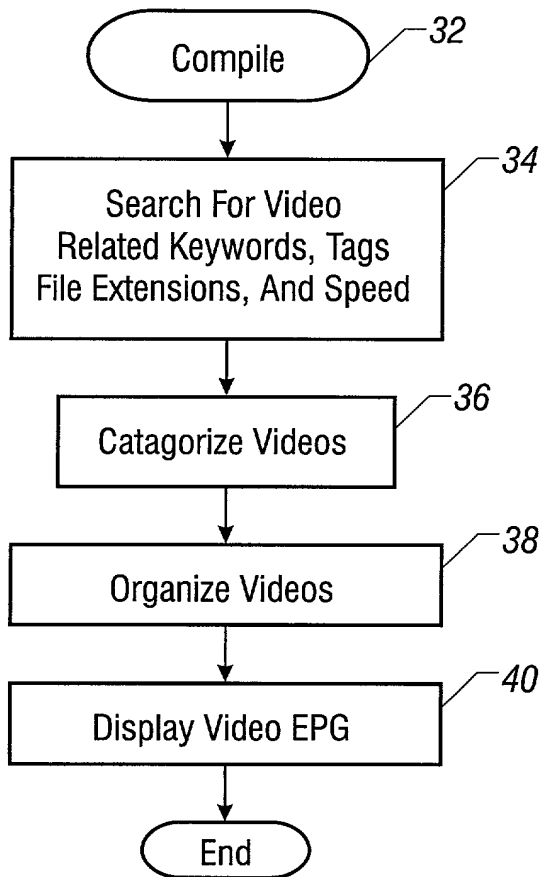 Compile
32
34
Search For Video
Related Keywords, Tags
File Extensions, And Speed
36
Catagorize Videos
38
Organize Videos
40
Display Video EPG
End